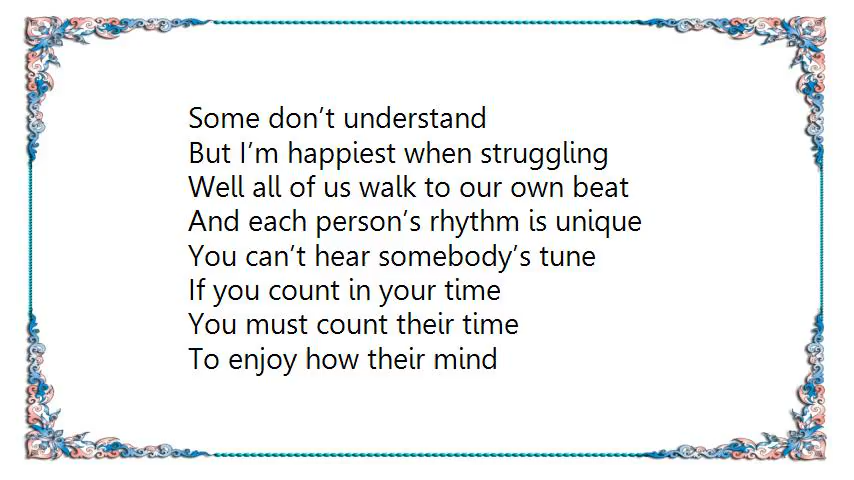 Some don’t understand
But I’m happiest when struggling
Well all of us walk to our own beat
And each person’s rhythm is unique
You can’t hear somebody’s tune
If you count in your time
You must count their time
To enjoy how their mind